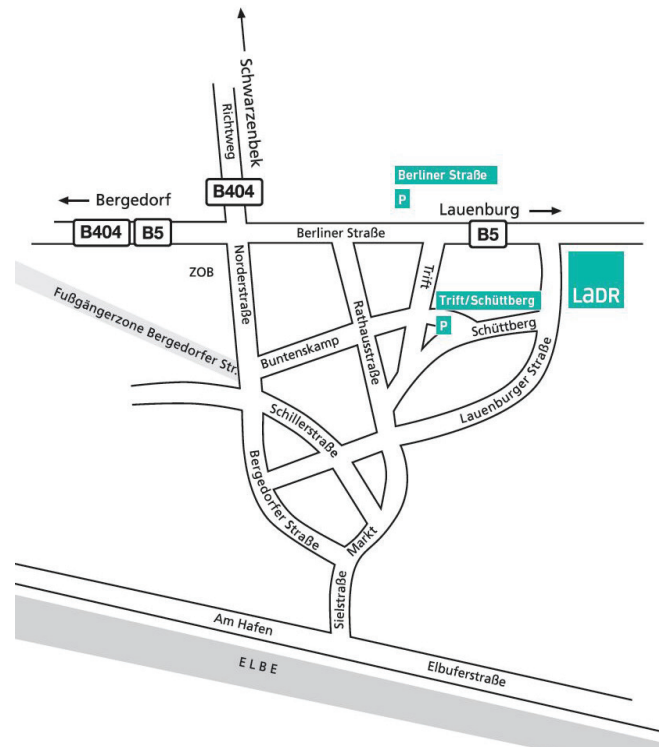 Schwarzenbek
Richtweg
B404
Berliner Straße
P
Bergedorf
Lauenburg
B404
B5
Berliner Straße
B5
ZOB
Norderstraße
Trift
LADR
Fußgängerzone Bergedorfer Str.
Trift/Schüttberg
P
Schüttberg
Rathausstraße
Buntenskamp
Lauenburger Straße
Schillerstraße
Bergedorfer Straße
Markt
Sielstraße
Am Hafen
ELBE
Elbuferstraße